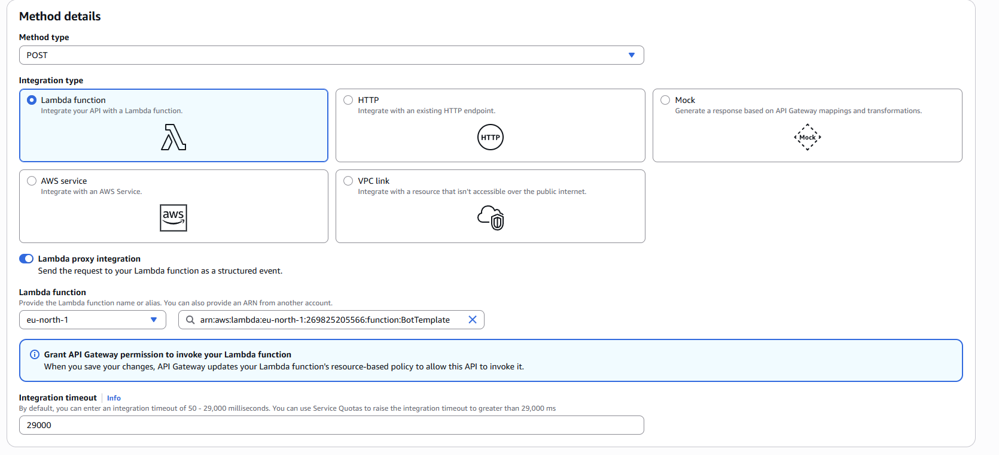 Method details
Method type
POST
Integration type
Lambda function
Integrate your API with a Lambda function.
HTTP
Integrate with an existing HTTP endpoint.
HTTP
Mock
Generate a response based on API Gateway mappings and transformations.
Mock
AWS service
Integrate with an AWS Service.
aws
VPC link
Integrate with a resource that isn't accessible over the public internet.
Lambda proxy integration
Send the request to your Lambda function as a structured event.
Lambda function
Provide the Lambda function name or alias. You can also provide an ARN from another account.
eu-north-1
arn:aws:lambda:eu-north-1:269825205566:function:BotTemplate
Grant API Gateway permission to invoke your Lambda function
When you save your changes, API Gateway updates your Lambda function's resource-based policy to allow this API to invoke it.
Integration timeout Info
By default, you can enter an integration timeout of 50 - 29,000 milliseconds. You can use Service Quotas to raise the integration timeout to greater than 29,000 ms
29000